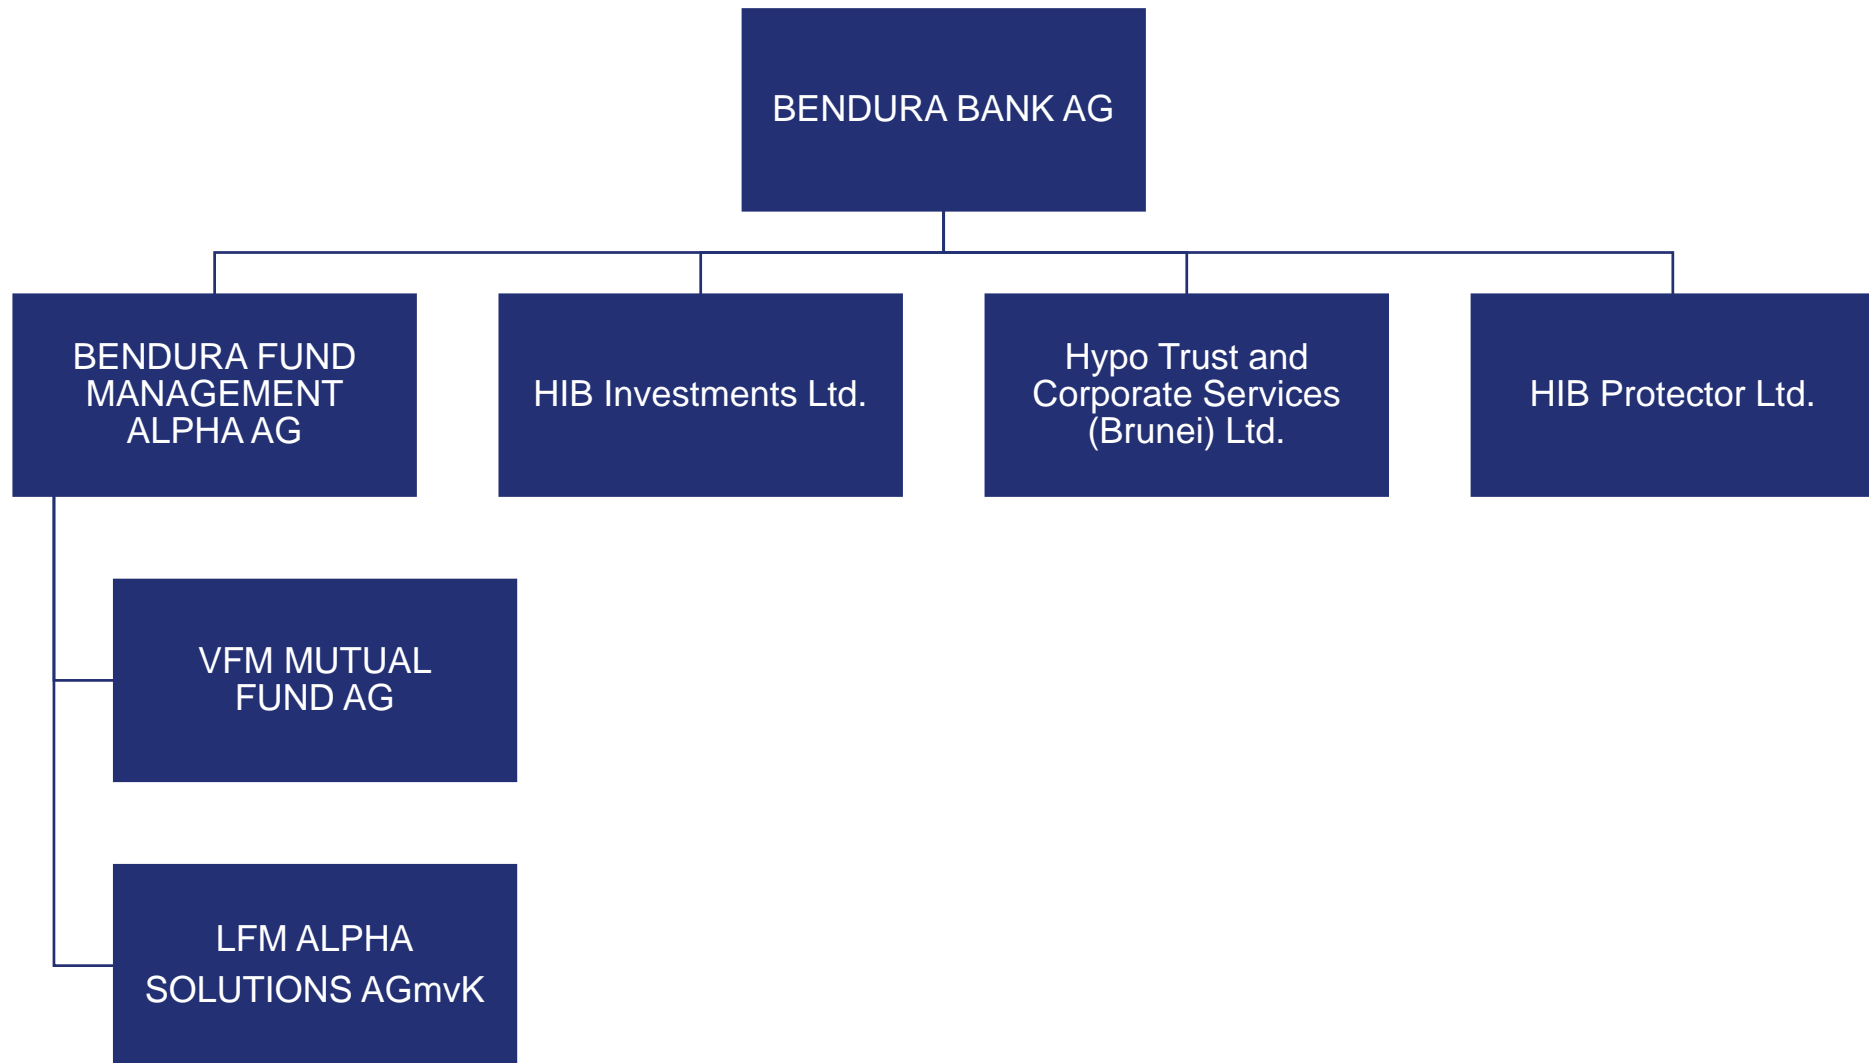 BENDURA BANK AG
BENDURA FUND
MANAGEMENT
ALPHA AG
HIB Investments Ltd.
Hypo Trust and
Corporate Services
(Brunei) Ltd.
HIB Protector Ltd.
VFM MUTUAL
FUND AG
LFM ALPHA
SOLUTIONS AGmvK